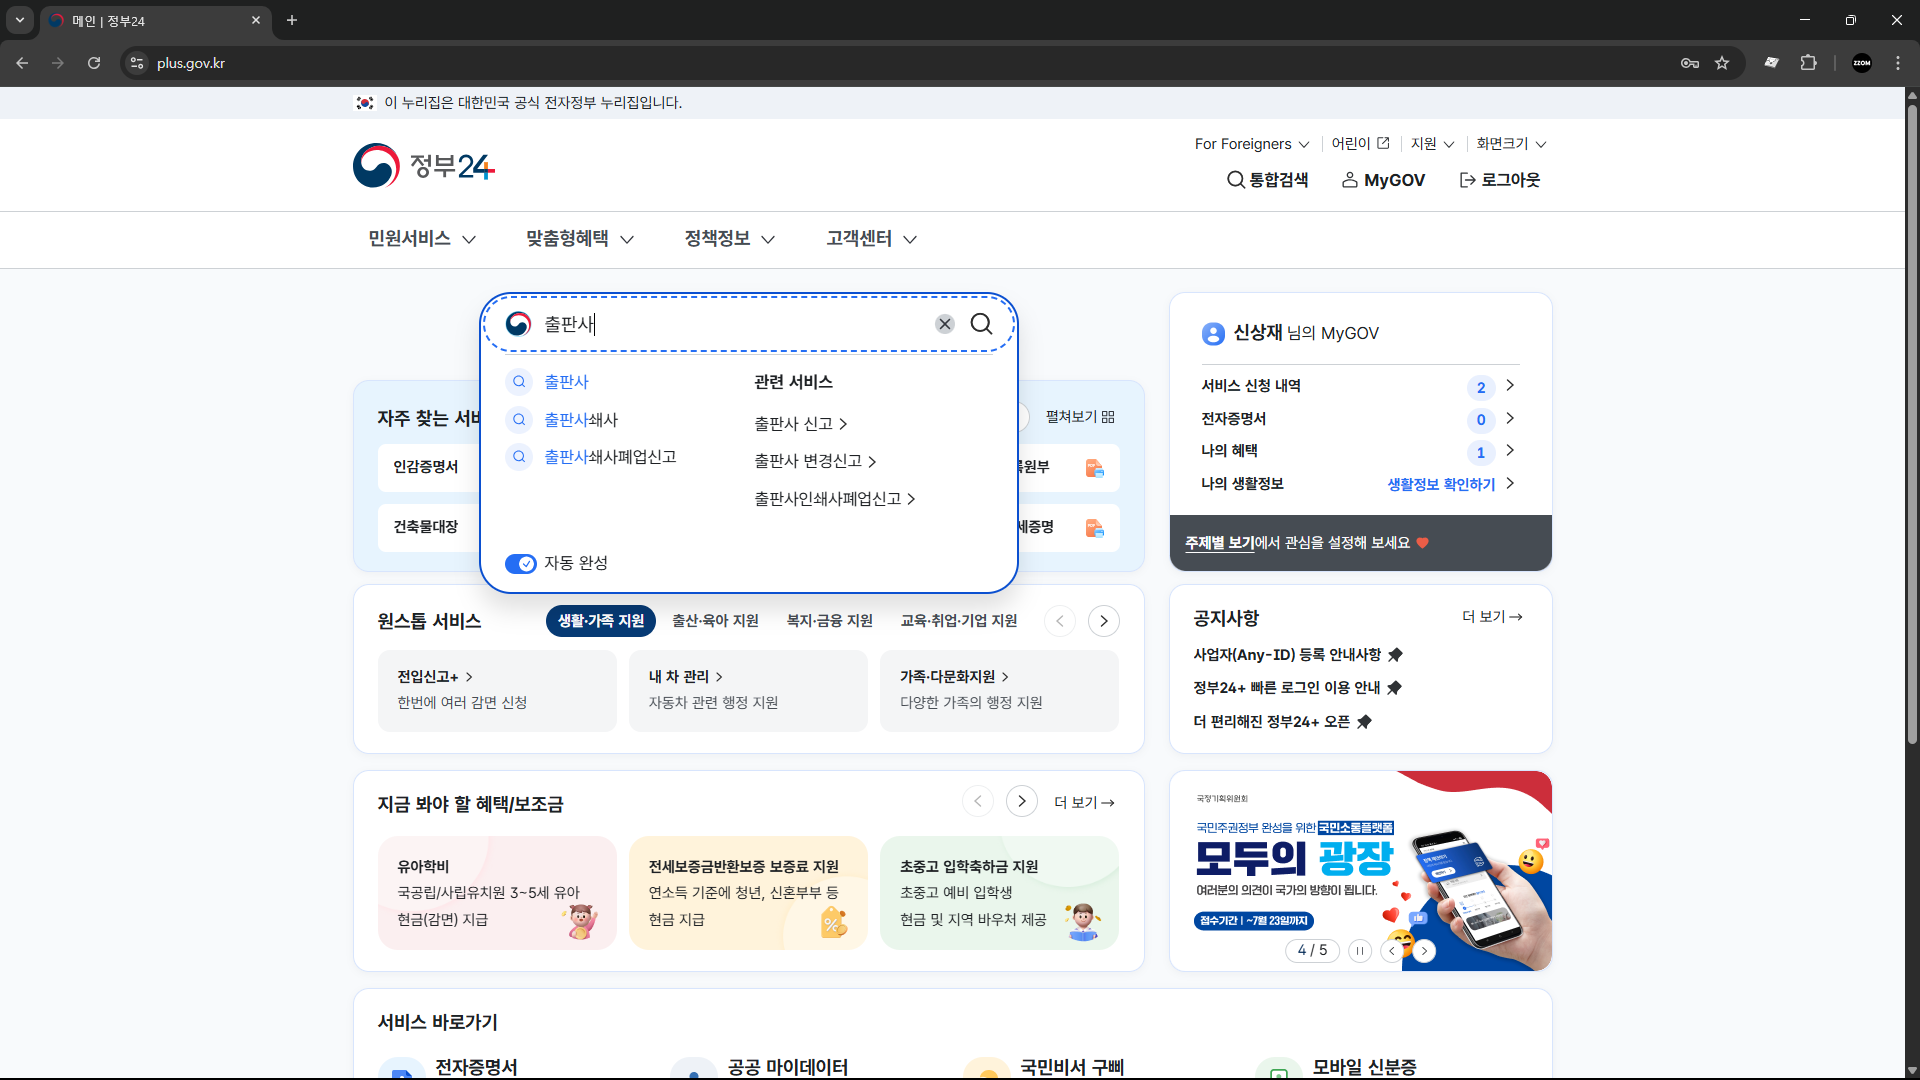 메인 | 정부24
plus.gov.kr
ZZOM
이 누리집은 대한민국 공식 전자정부 누리집입니다.
정부24
For Foreigners
어린이
지원
화면크기
통합검색
MyGOV
로그아웃
민원서비스
맞춤형혜택
정책정보
고객센터
출판사
출판사
출판사쇄사
출판사쇄사폐업신고
관련 서비스
출판사 신고
출판사 변경신고
출판사인쇄사폐업신고
자동 완성
자주 찾는
펼쳐보기
인감증명서
원부
건축물대장
세증명
신상재 님의 MyGOV
서비스 신청 내역 2
전자증명서 0
나의 혜택 1
나의 생활정보 생활정보 확인하기
주제별 보기에서 관심을 설정해 보세요
원스톱 서비스
생활·가족 지원
출산·육아 지원
복지·금융 지원
교육·취업·기업 지원
전입신고+
한번에 여러 감면 신청
내 차 관리
자동차 관련 행정 지원
가족·다문화지원
다양한 가족의 행정 지원
공지사항
더 보기
사업자(Any-ID) 등록 안내사항
정부24+ 빠른 로그인 이용 안내
더 편리해진 정부24+ 오픈
지금 봐야 할 혜택/보조금
더 보기
유아학비
국공립/사립유치원 3~5세 유아
현금(감면) 지급
전세보증금반환보증 보증료 지원
연소득 기준에 청년, 신혼부부 등
현금 지급
초중고 입학축하금 지원
초중고 예비 입학생
현금 및 지역 바우처 제공
국정기획위원회
국민주권정부 완성을 위한 국민소통플랫폼
모두의 광장
여러분의 의견이 국가의 방향이 됩니다.
접수기간 | ~7월 23일까지
4 / 5
서비스 바로가기
전자증명서
공공 마이데이터
국민비서 구삐
모바일 신분증